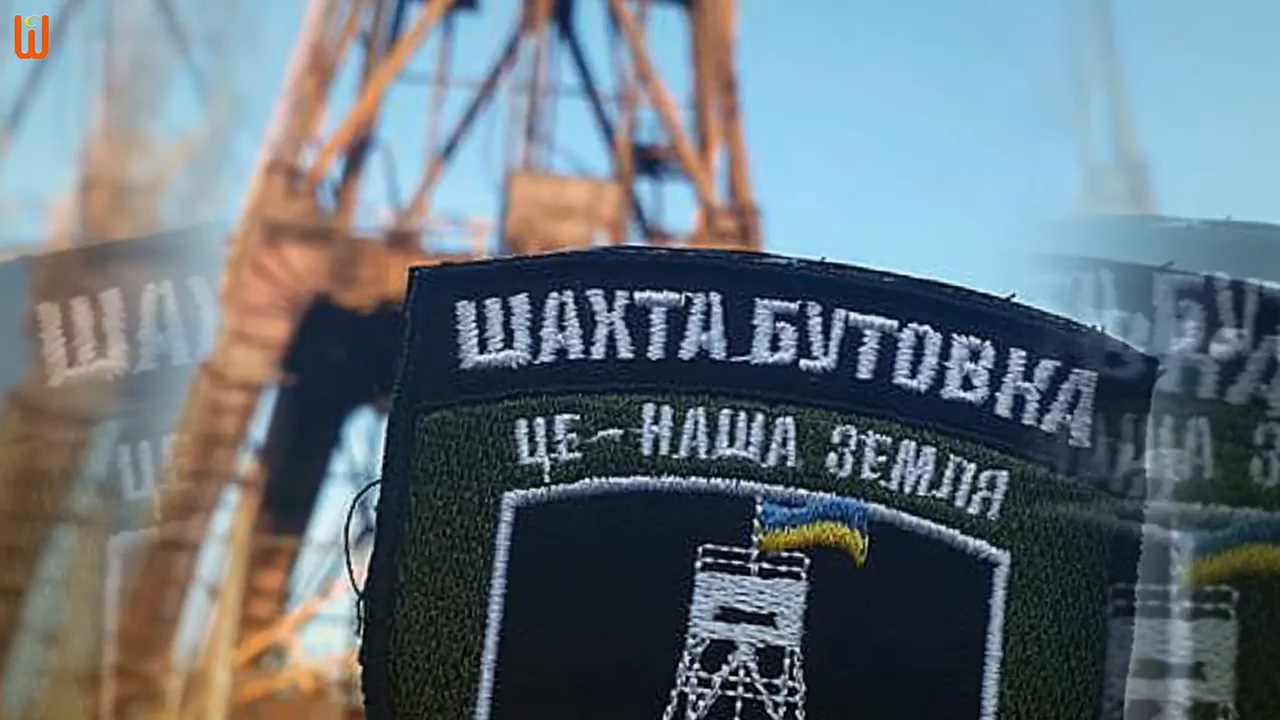 ШАХТА БУТОВКА
ЦЕ-НАША ЗЕМЛЯ